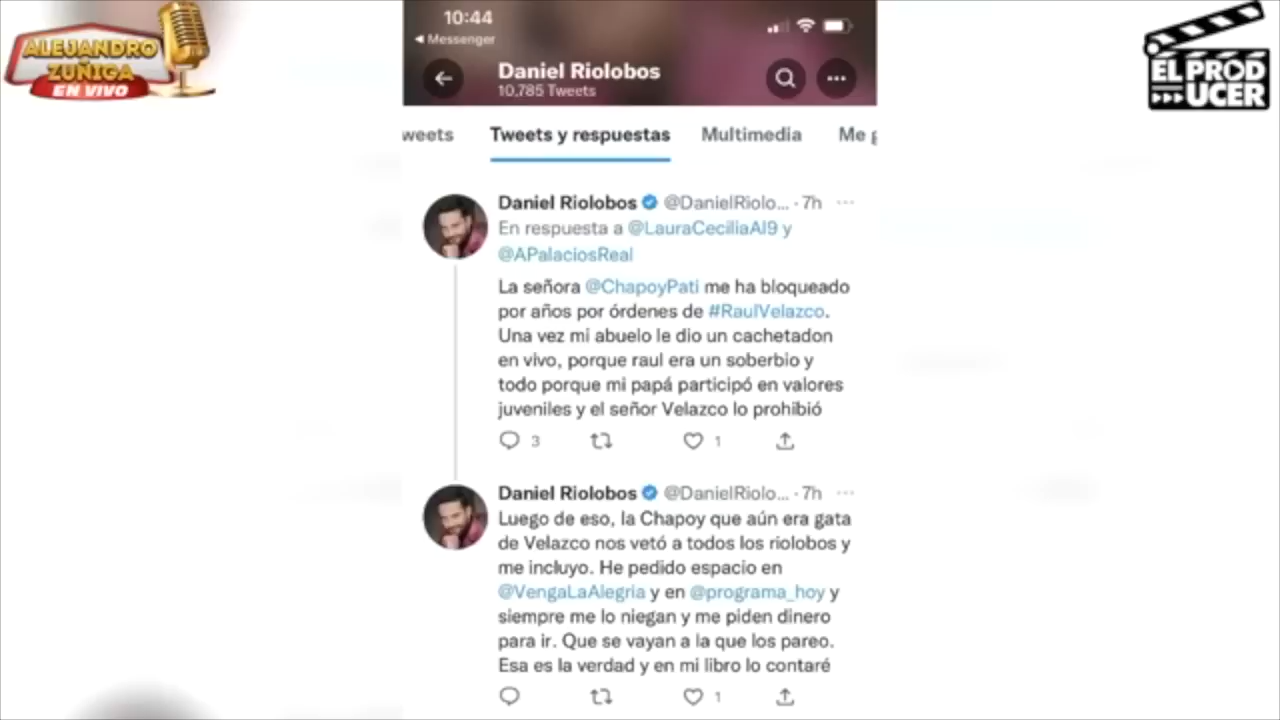 ALEJANDRO
ZUÑIGA
EN VIVO
EL PROD
UCER
10:44
Messenger
Daniel Riolobos
10,785 Tweets
weets Tweets y respuestas Multimedia Me g
Daniel Riolobos @DanielRiolo... · 7h
En respuesta a @LauraCeciliaAl9 y
@APalaciosReal
La señora @ChapoyPati me ha bloqueado
por años por órdenes de #RaulVelazco.
Una vez mi abuelo le dio un cachetadon
en vivo, porque raul era un soberbio y
todo porque mi papá participó en valores
juveniles y el señor Velazco lo prohibió
3 1
Daniel Riolobos @DanielRiolo... · 7h
Luego de eso, la Chapoy que aún era gata
de Velazco nos vetó a todos los riolobos y
me incluyo. He pedido espacio en
@VengaLaAlegria y en @programa_hoy y
siempre me lo niegan y me piden dinero
para ir. Que se vayan a la que los pareo.
Esa es la verdad y en mi libro lo contaré
1